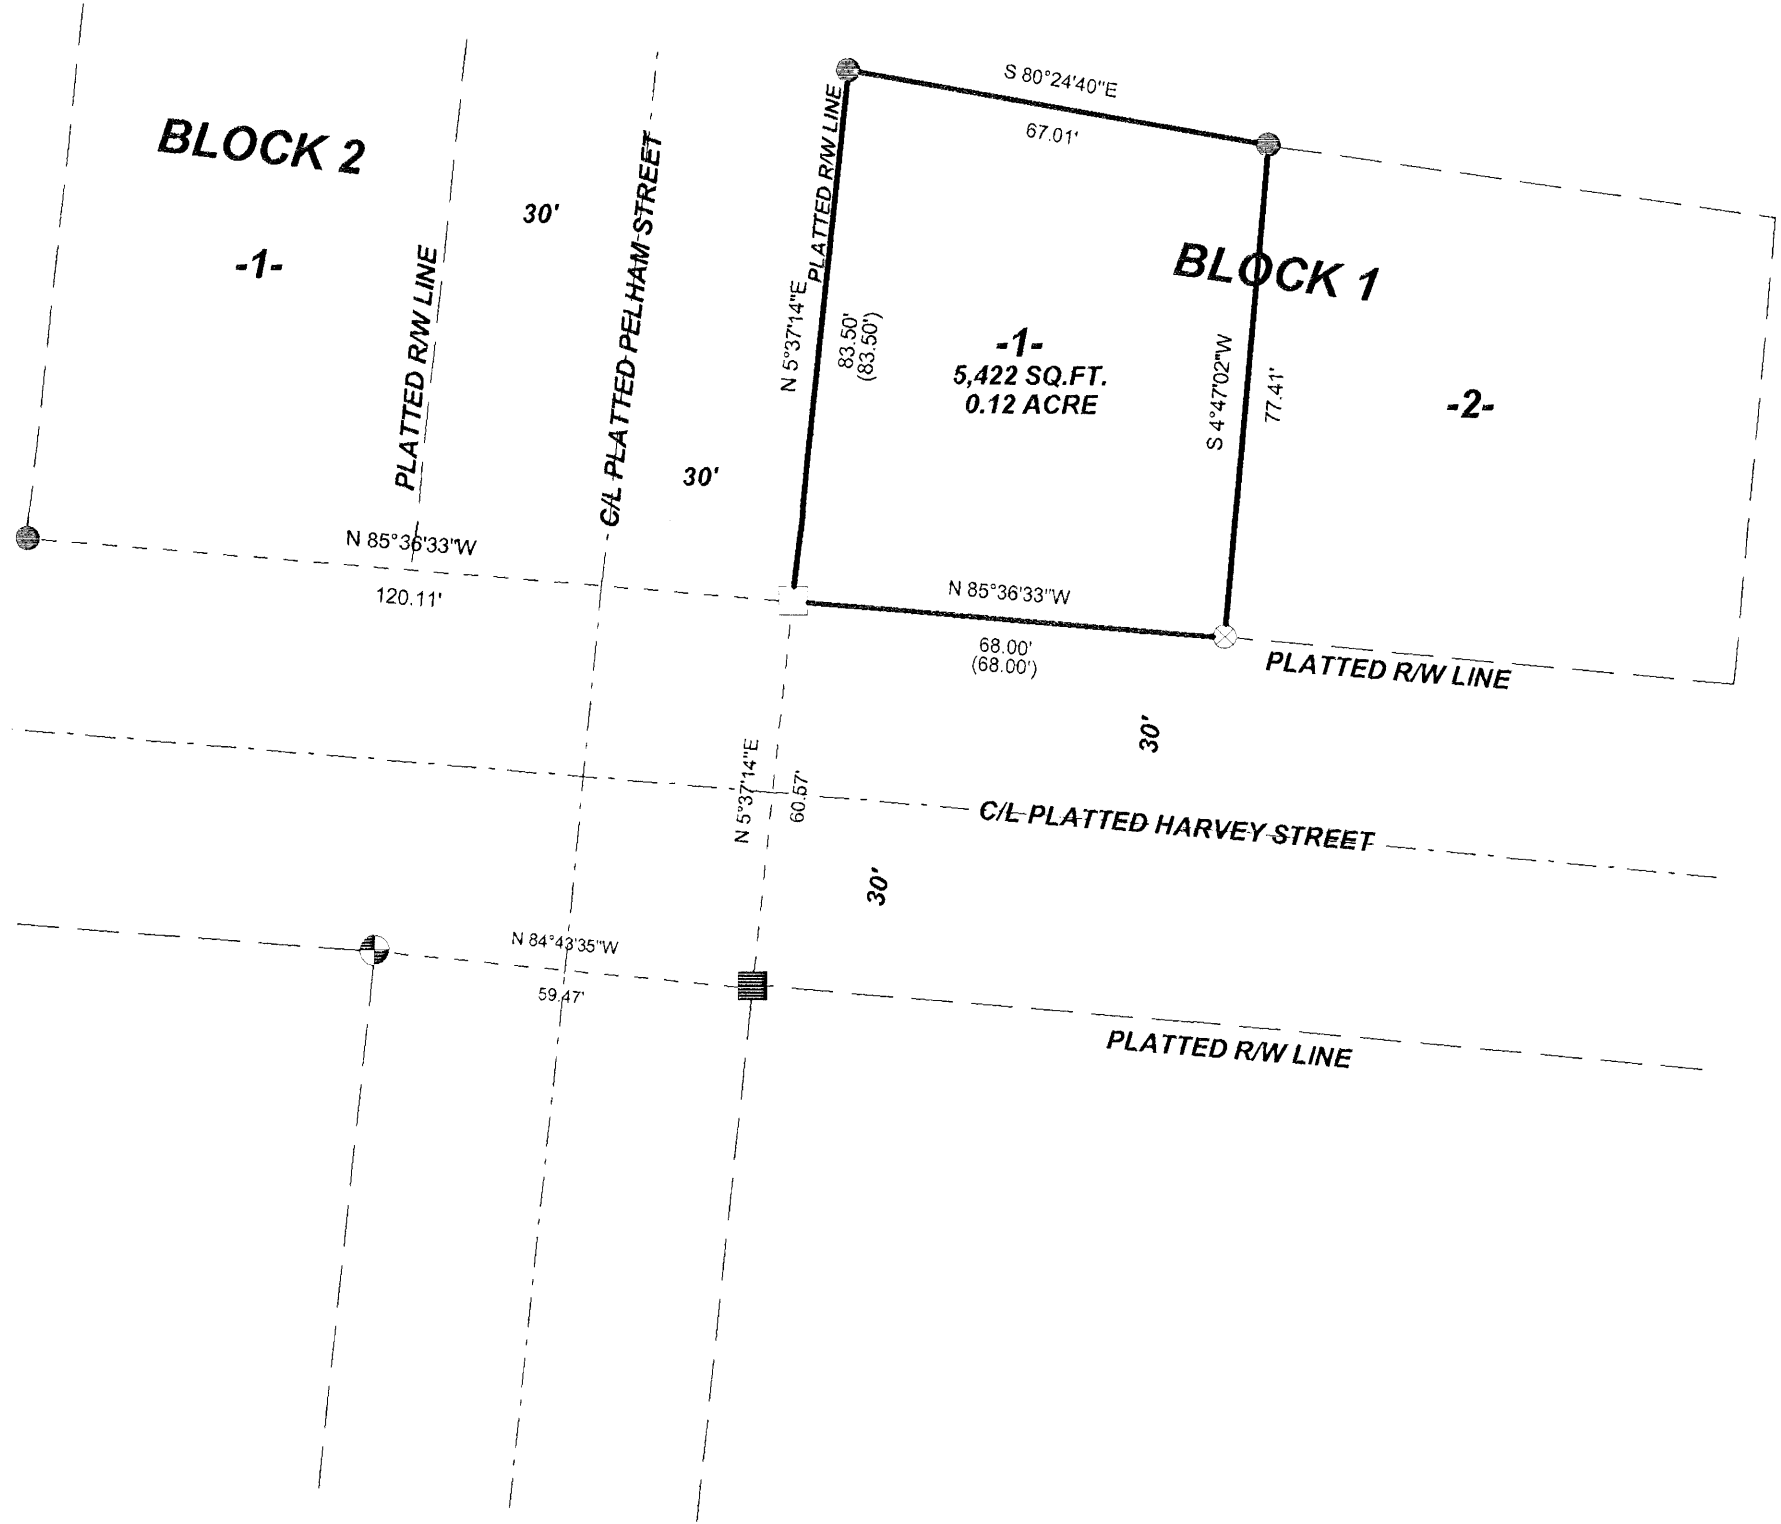 S 80°24'40"E
67.01'
BLOCK 2
-1-
30'
PLATTED R/W LINE
C/L PLATTED PELHAM STREET
30'
PLATTED R/W LINE
N 5°37'14"E
83.50'
(83.50')
-1-
5,422 SQ.FT.
0.12 ACRE
BLOCK 1
S 4°47'02"W
77.41'
-2-
N 85°36'33"W
120.11'
N 85°36'33"W
68.00'
(68.00')
PLATTED R/W LINE
30'
N 5°37'14"E
60.57'
C/L PLATTED HARVEY STREET
30'
N 84°43'35"W
59.47'
PLATTED R/W LINE